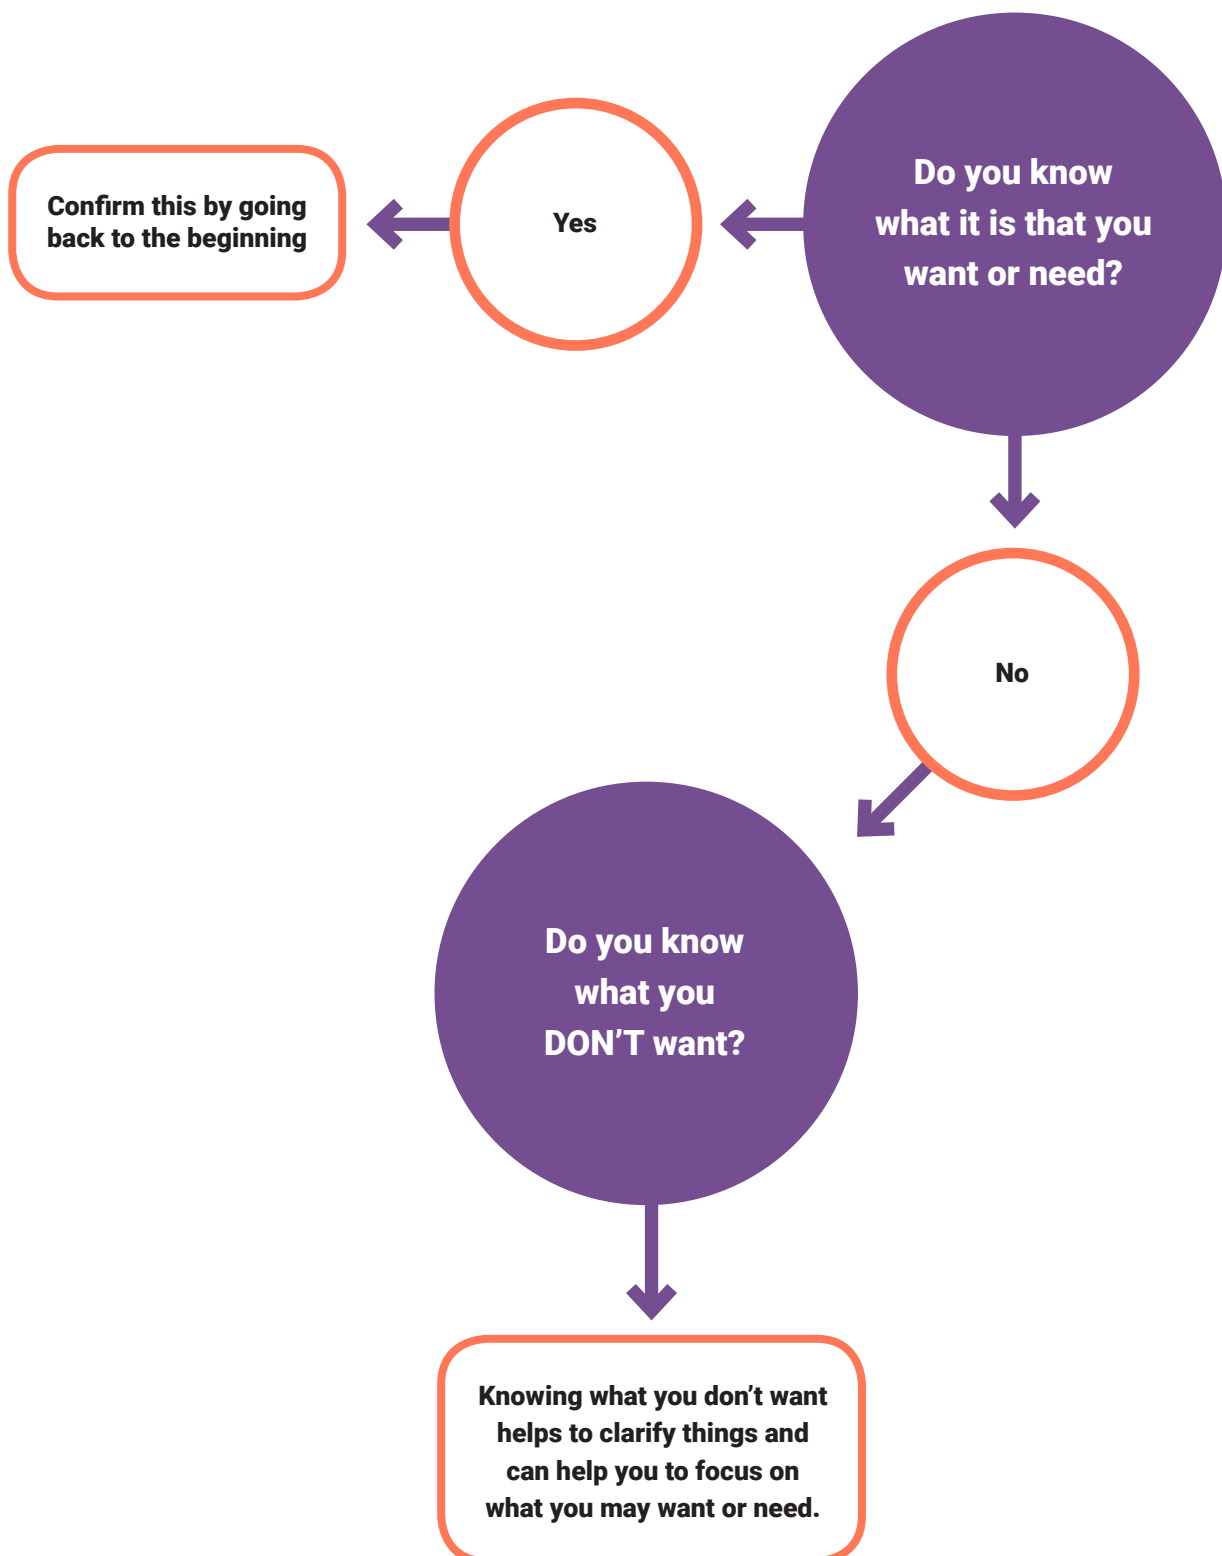 Do you know
what it is that you
want or need?
Yes
Confirm this by going
back to the beginning
No
Do you know
what you
DON’T want?
Knowing what you don’t want
helps to clarify things and
can help you to focus on
what you may want or need.